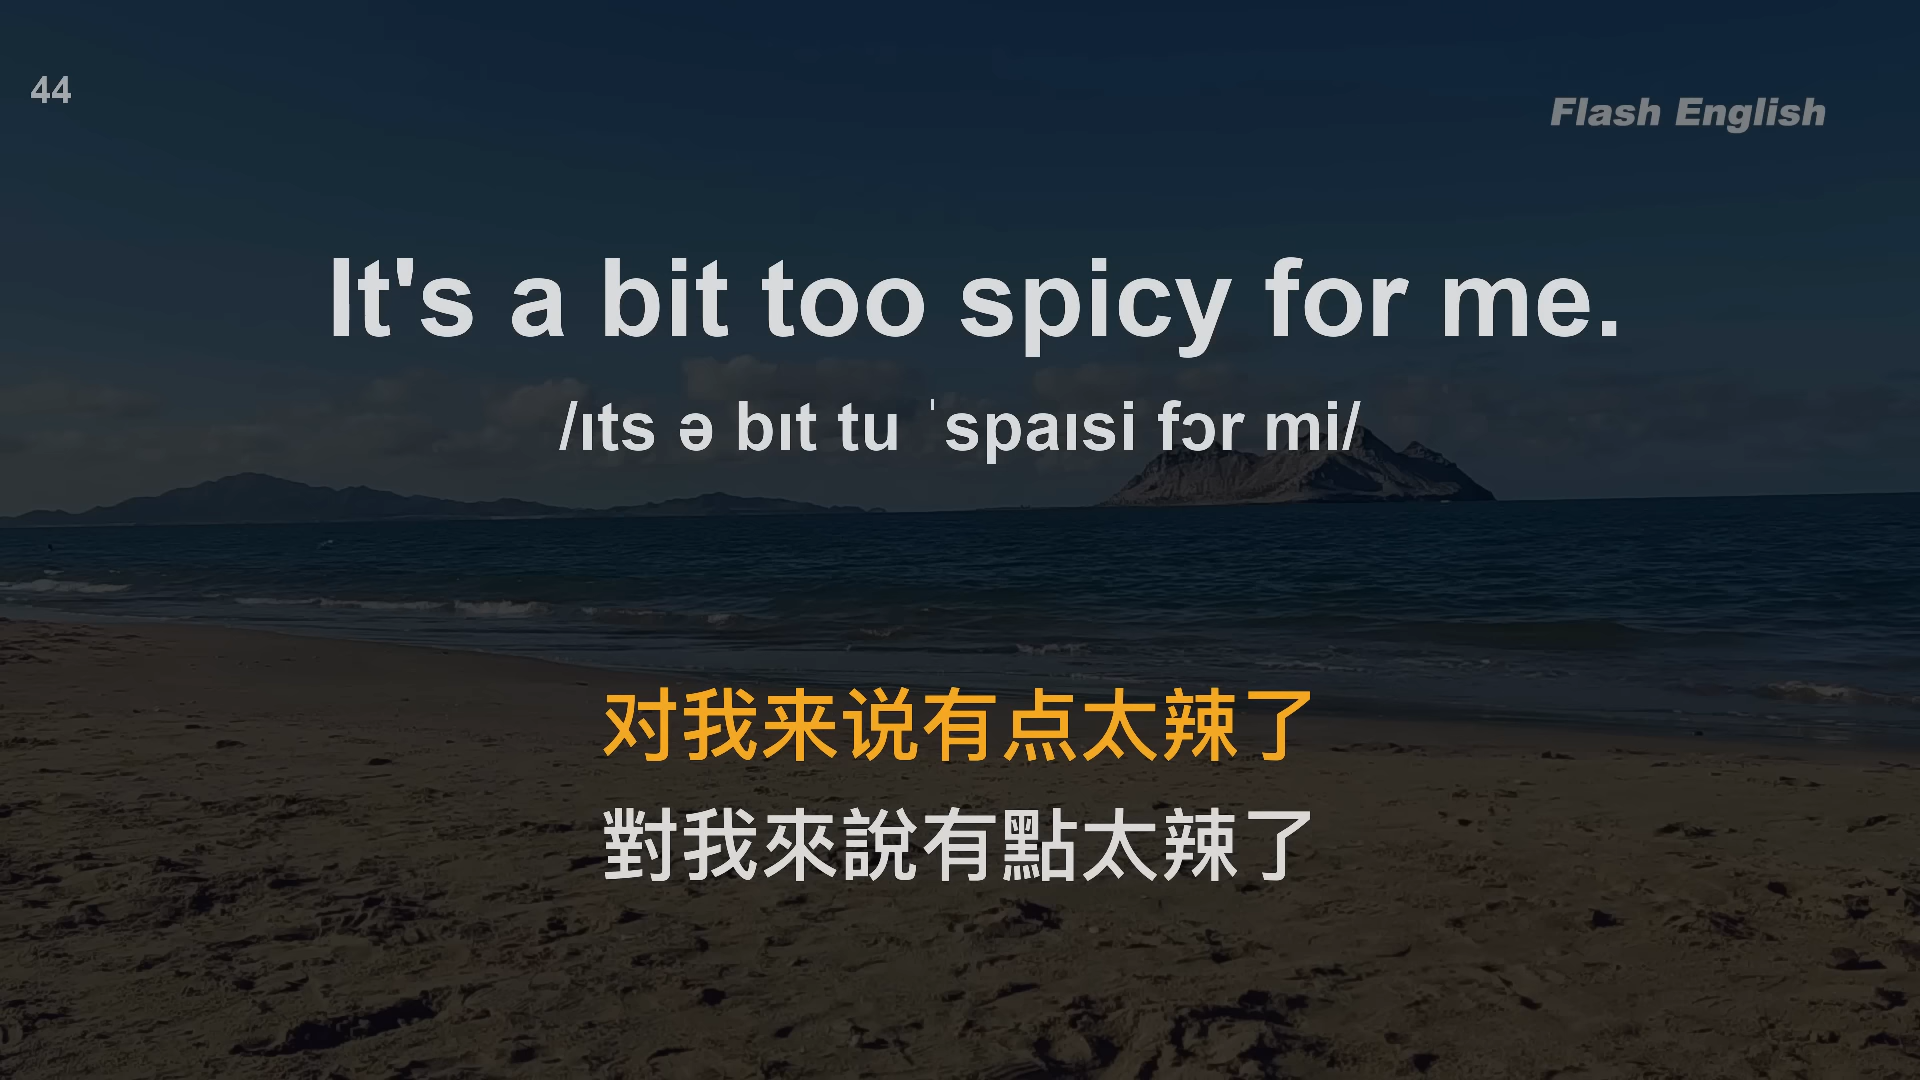 44
Flash English
It's a bit too spicy for me.
/ɪts ə bɪt tu ˈspaɪsi fɔr mi/
对我来说有点太辣了
對我來說有點太辣了